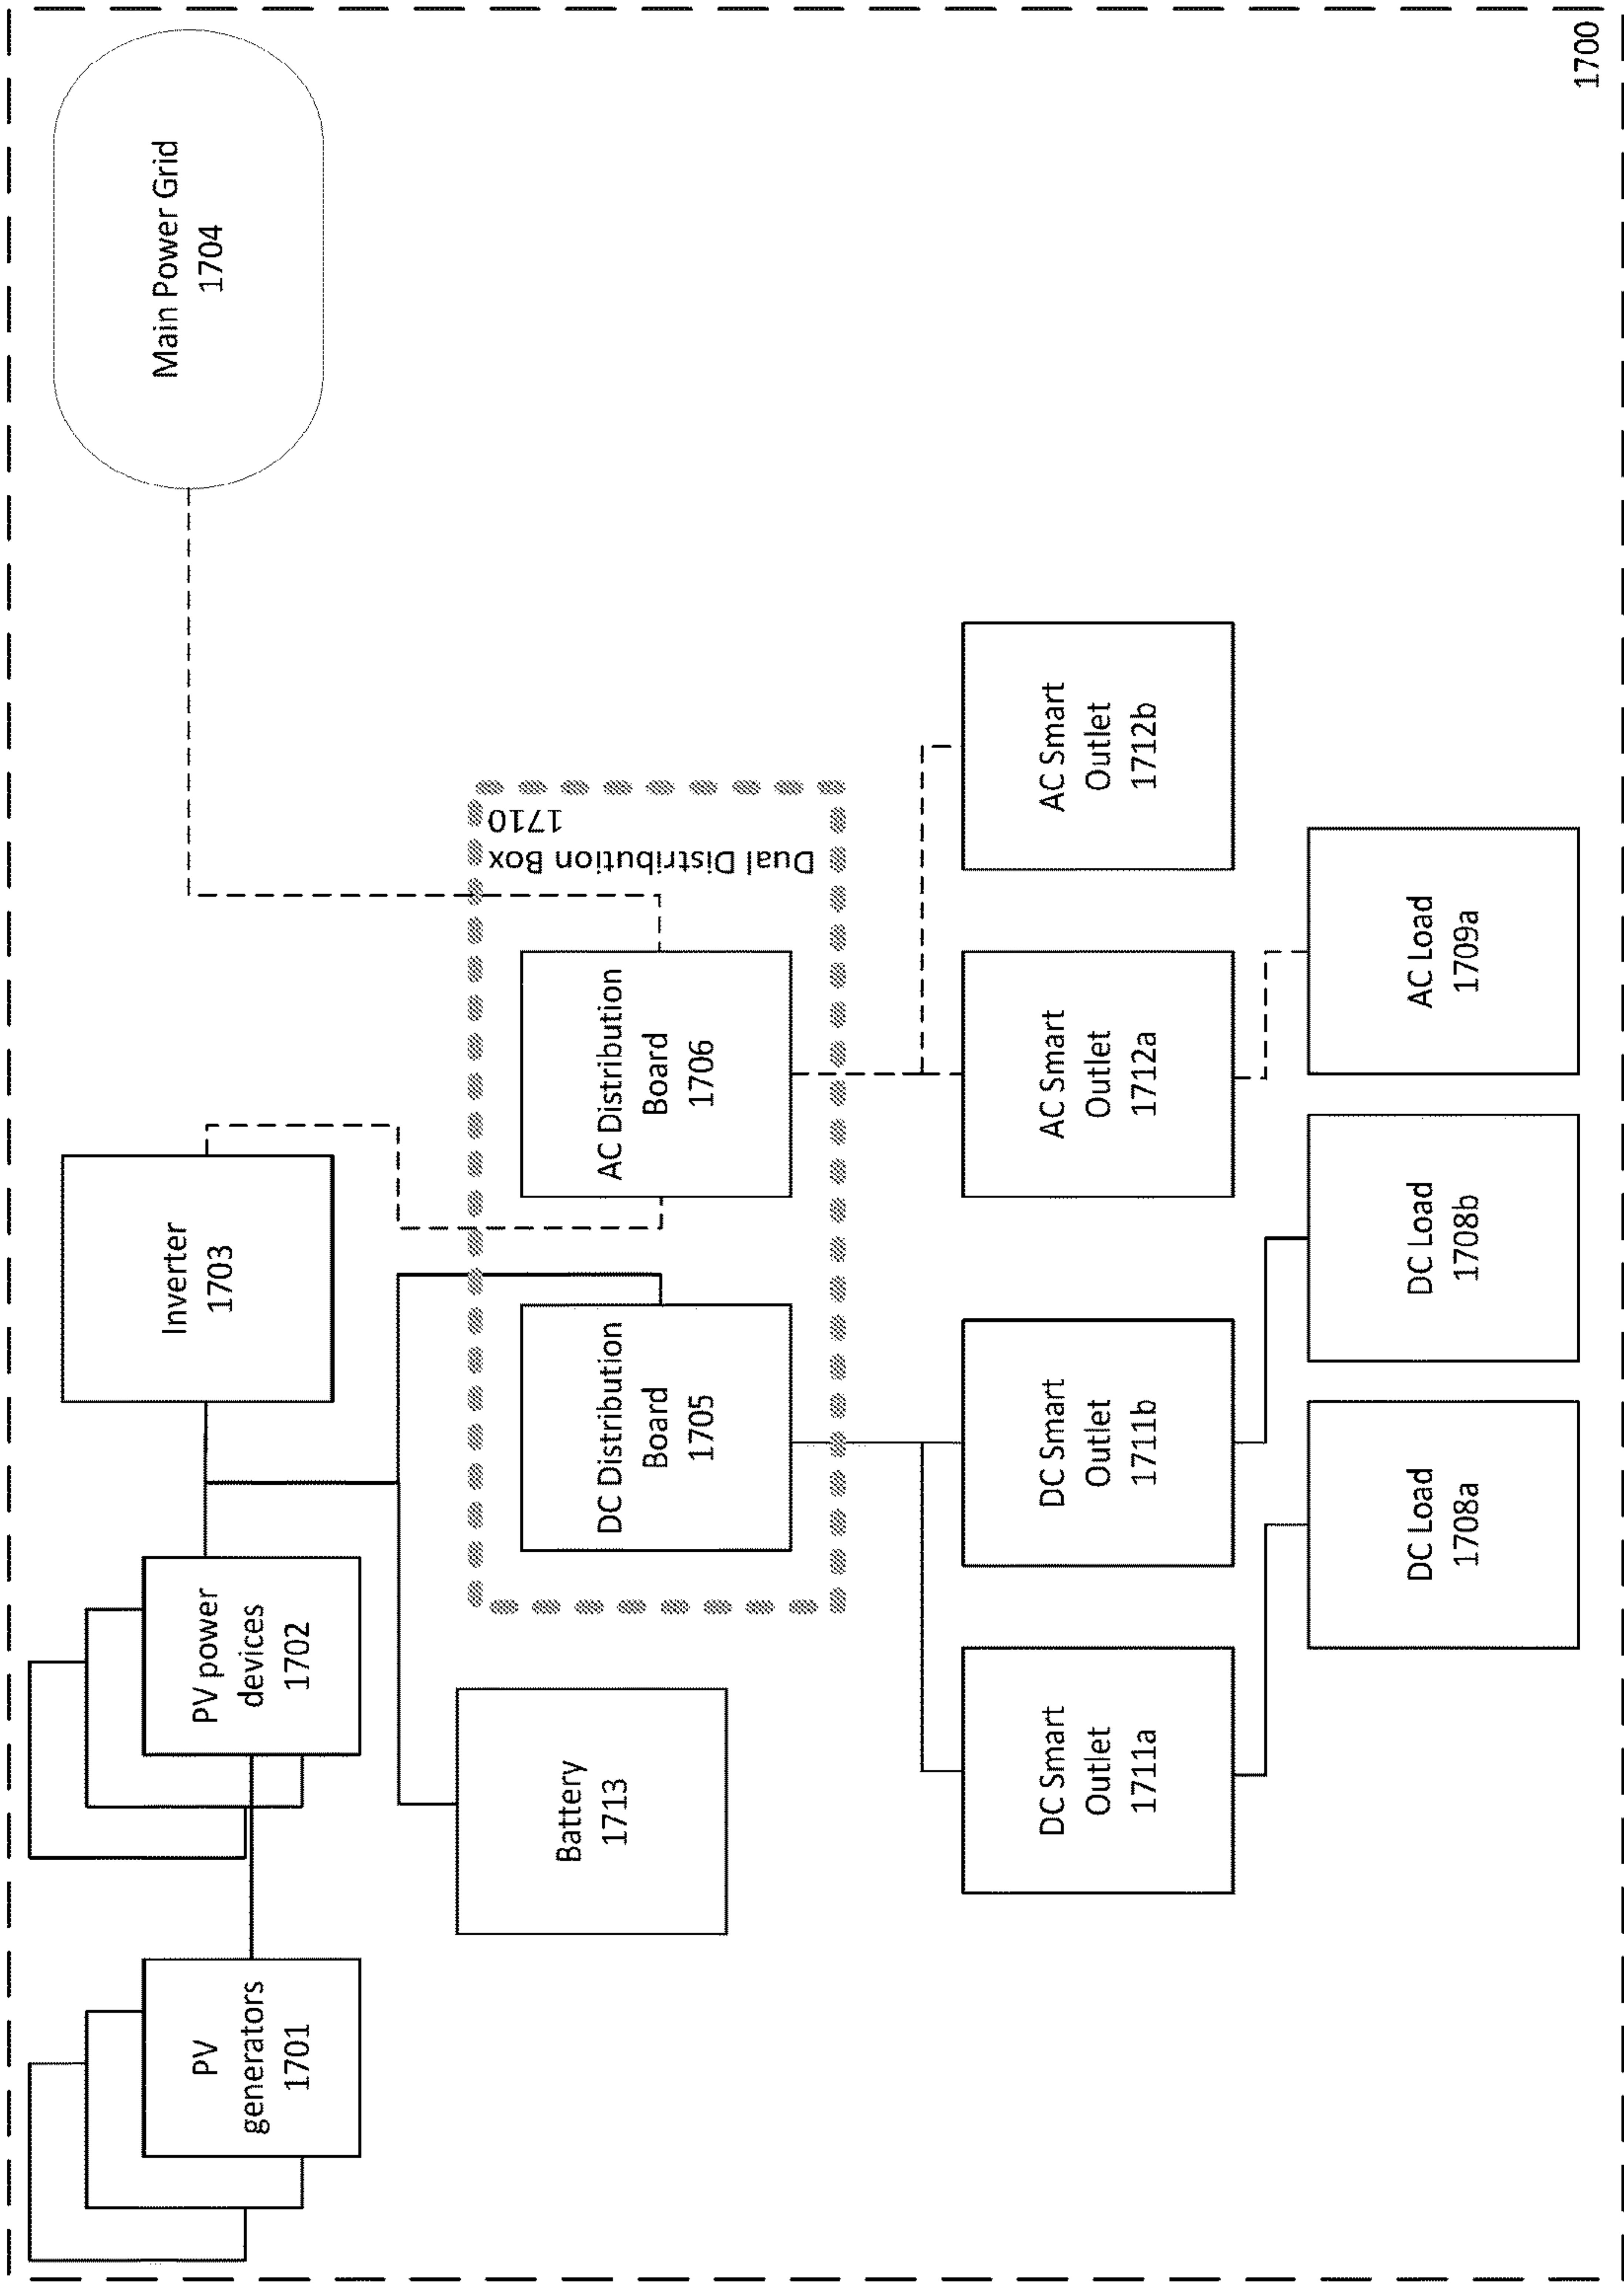 PV
generators
1701
PV power
devices
1702
Inverter
1703
Main Power Grid
1704
Battery
1713
DC Distribution
Board
1705
AC Distribution
Board
1706
Dual Distribution Box
1710
DC Smart
Outlet
1711a
DC Smart
Outlet
1711b
AC Smart
Outlet
1712a
AC Smart
Outlet
1712b
DC Load
1708a
DC Load
1708b
AC Load
1709a
1700